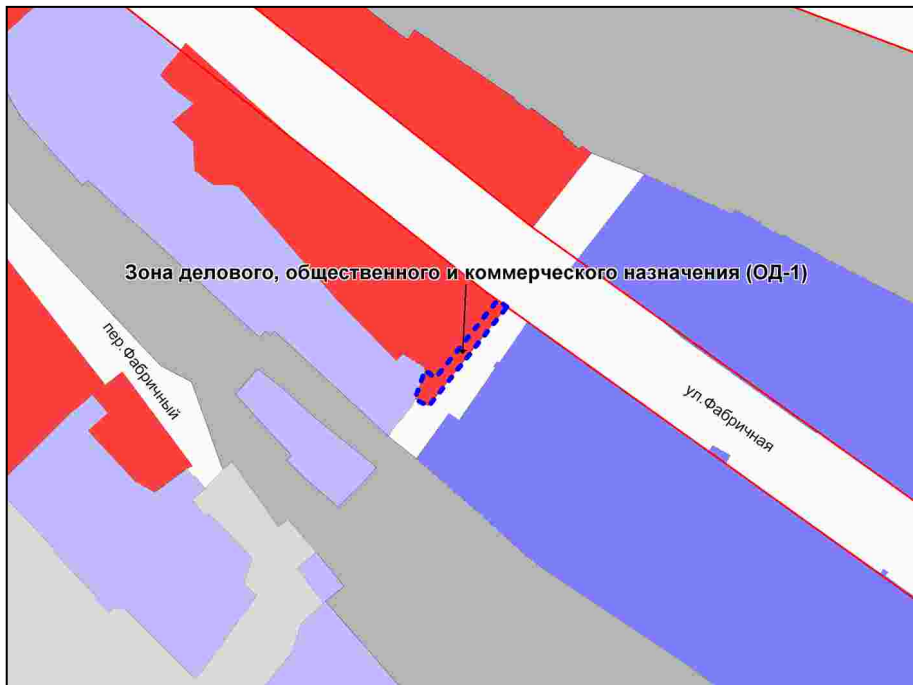 Зона делового, общественного и коммерческого назначения (ОД-1)
пер.Фабричный
ул.Фабричная